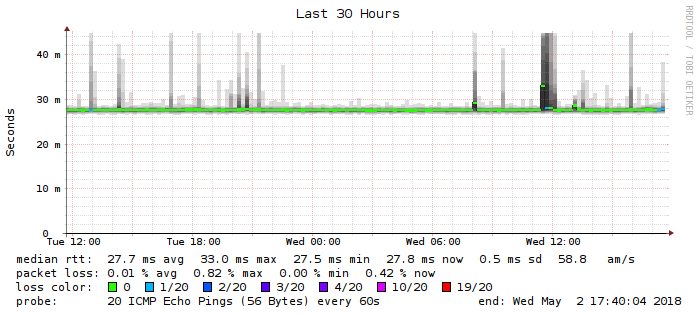 Last 30 Hours
RRDTOOL / TOBI OETIKER
Seconds
40 m
30 m
20 m
10 m
0
Tue 12:00 Tue 18:00 Wed 00:00 Wed 06:00 Wed 12:00
median rtt: 27.7 ms avg 33.0 ms max 27.5 ms min 27.8 ms now 0.5 ms sd 58.8 am/s
packet loss: 0.01 % avg 0.82 % max 0.00 % min 0.42 % now
loss color: 0 1/20 2/20 3/20 4/20 10/20 19/20
probe: 20 ICMP Echo Pings (56 Bytes) every 60s end: Wed May 2 17:40:04 2018